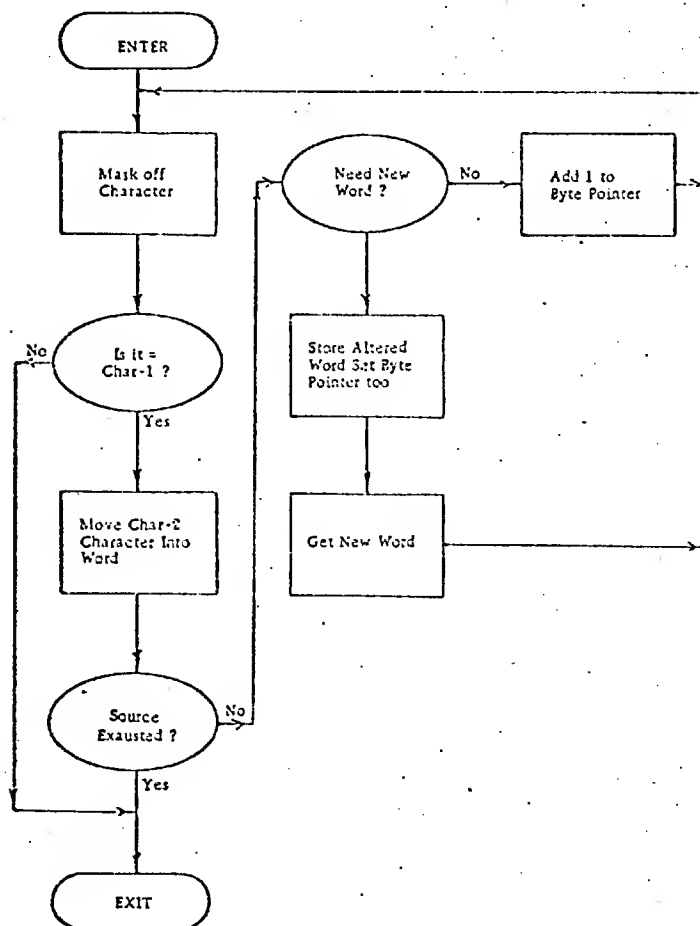 ENTER
Mask off
Character
Is it =
Char-1 ?
No
Yes
Move Char-2
Character Into
Word
Source
Exausted ?
No
Yes
EXIT
Need New
Word ?
No
Add 1 to
Byte Pointer
Store Altered
Word Set Byte
Pointer too
Get New Word